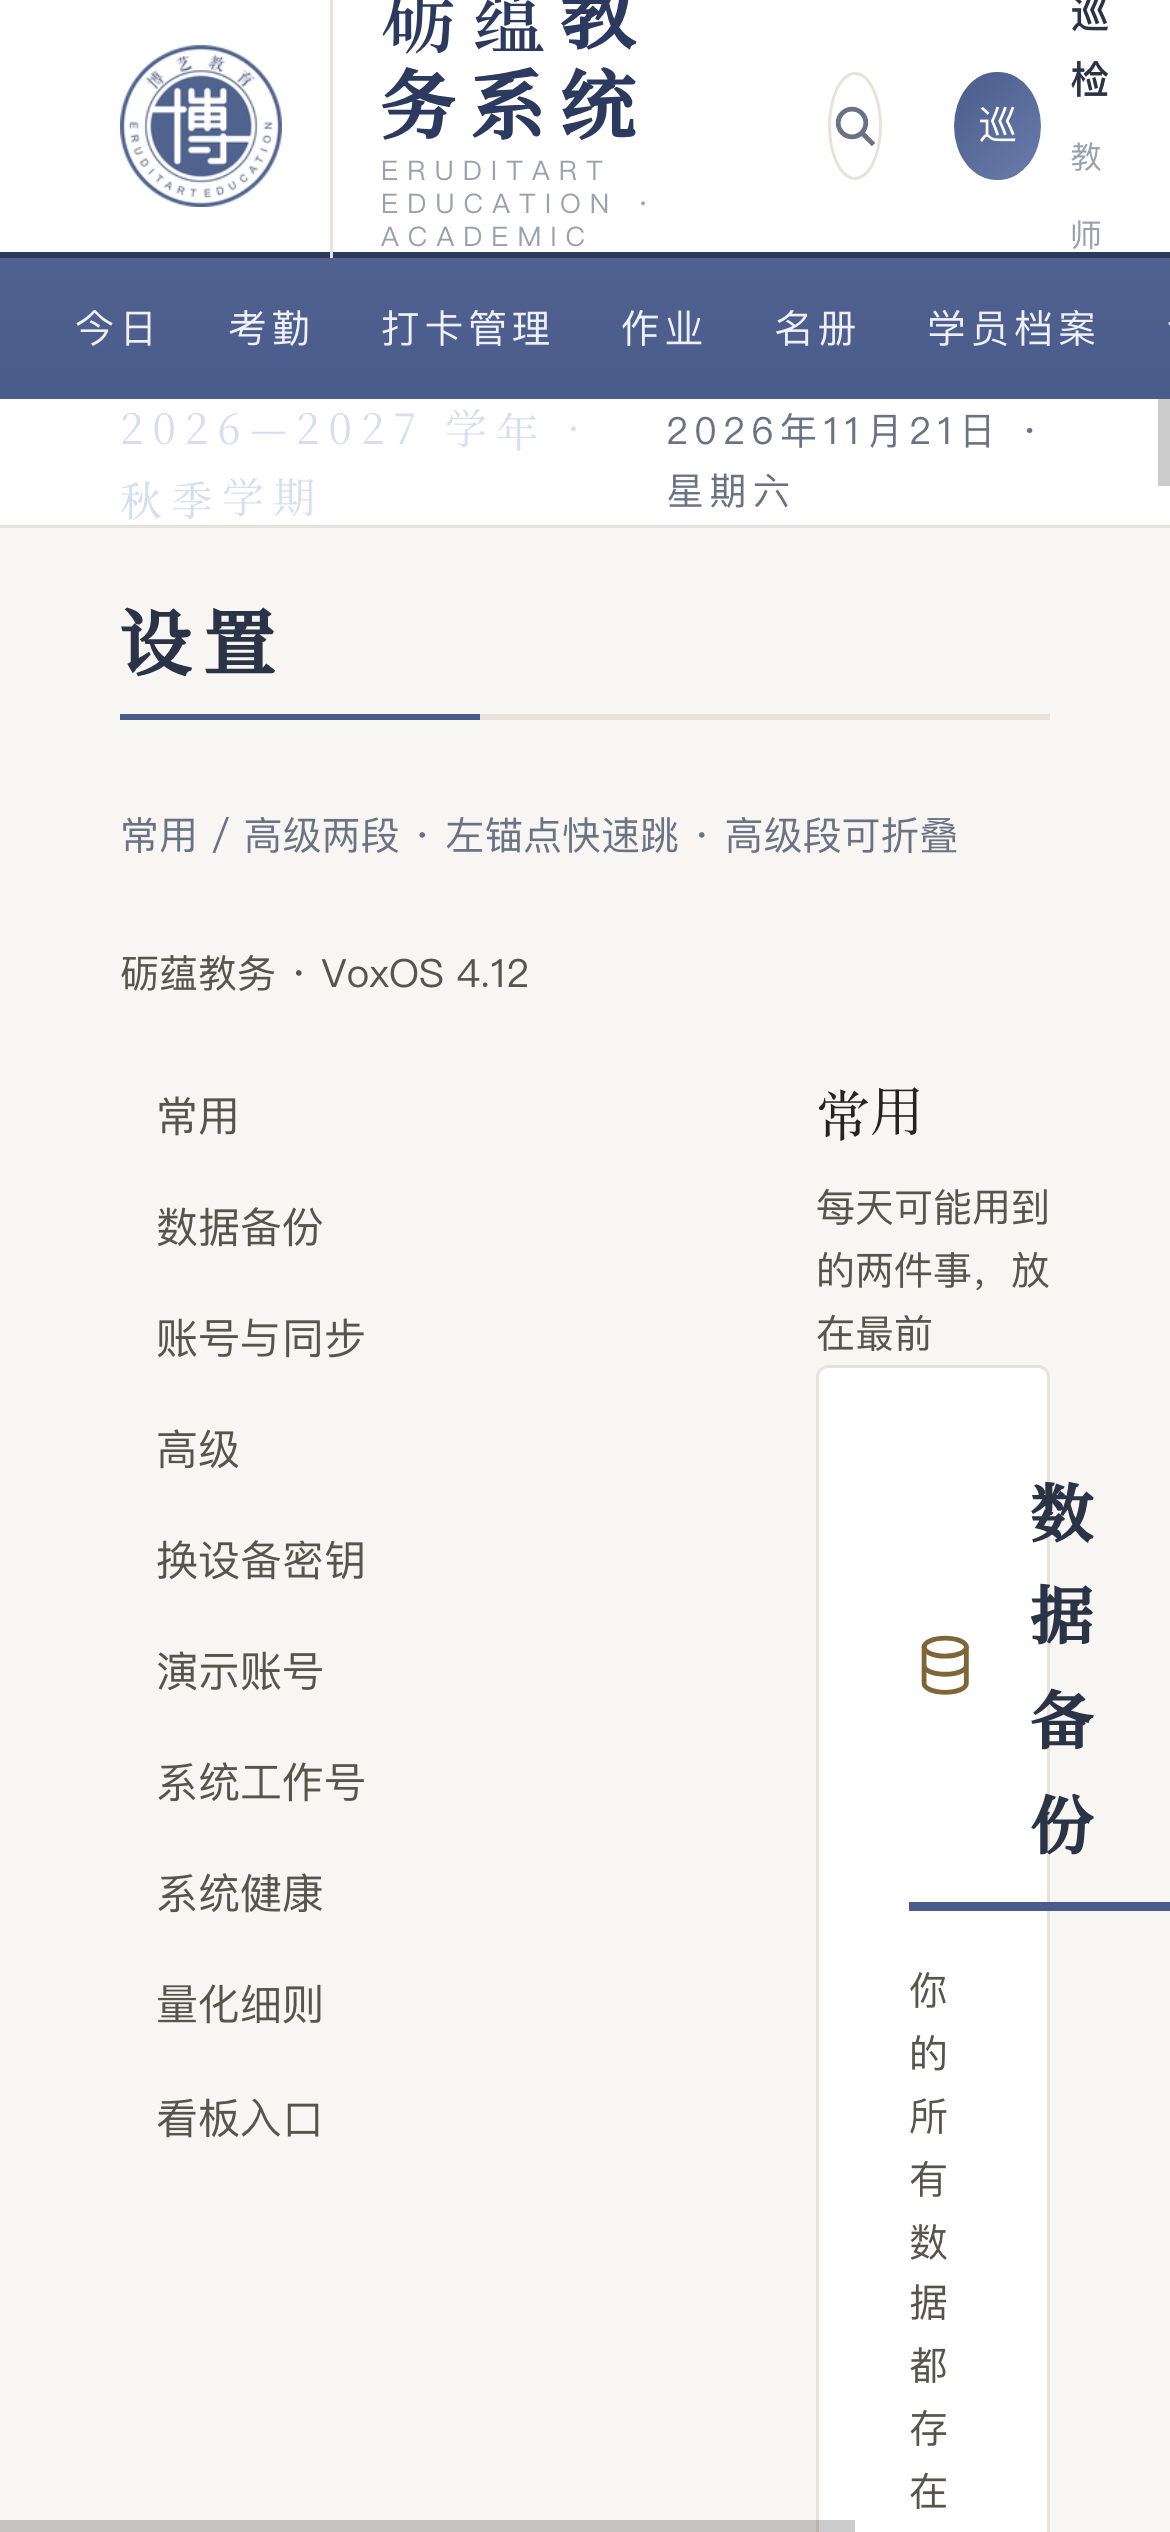 博艺教育
ERUDITARTEDUCATION
博
砺蕴教
务系统
ERUDITART
EDUCATION ·
ACADEMIC
巡
巡
检
教
师
今日
考勤
打卡管理
作业
名册
学员档案
2026—2027 学年 ·
秋季学期
2026年11月21日 ·
星期六
设置
常用 / 高级两段 · 左锚点快速跳 · 高级段可折叠
砺蕴教务 · VoxOS 4.12
常用
数据备份
账号与同步
高级
换设备密钥
演示账号
系统工作号
系统健康
量化细则
看板入口
常用
每天可能用到
的两件事，放
在最前
数
据
备
份
你
的
所
有
数
据
都
存
在